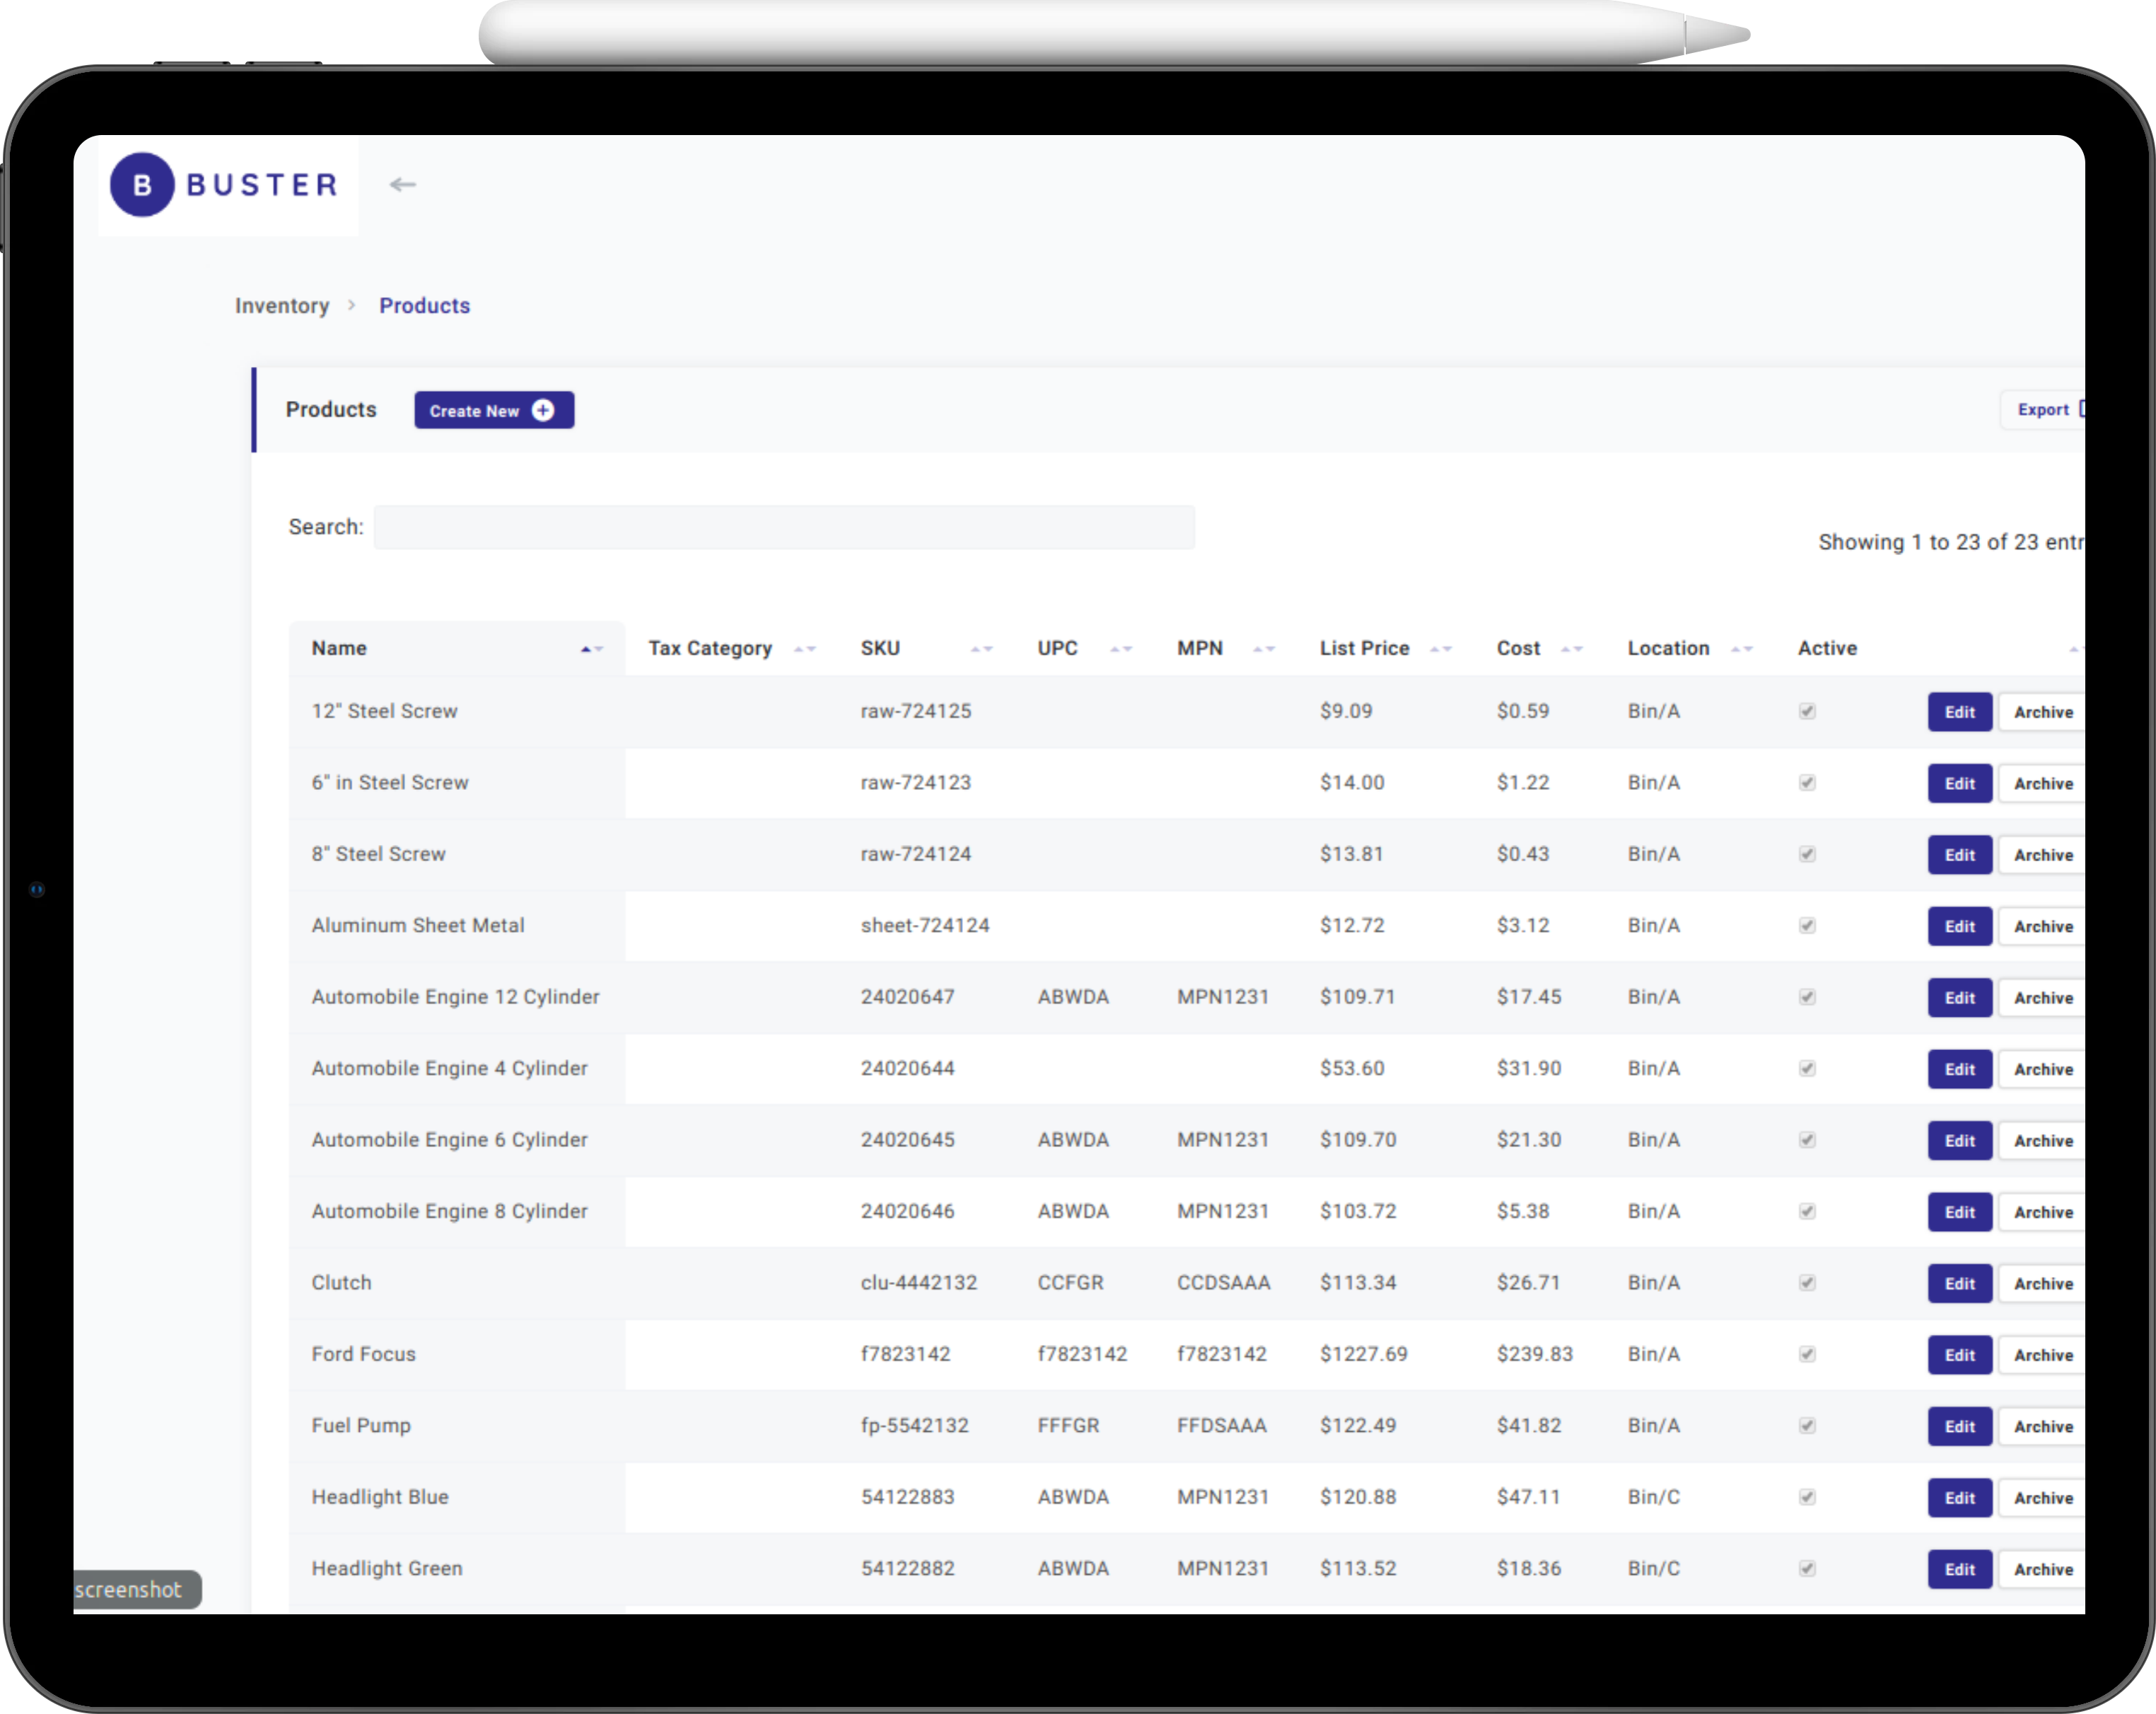 B BUSTER
Inventory > Products
Products Create New Export
Search:
Showing 1 to 23 of 23 entr
Name Tax Category SKU UPC MPN List Price Cost Location Active
12" Steel Screw raw-724125 $9.09 $0.59 Bin/A Edit Archive
6" in Steel Screw raw-724123 $14.00 $1.22 Bin/A Edit Archive
8" Steel Screw raw-724124 $13.81 $0.43 Bin/A Edit Archive
Aluminum Sheet Metal sheet-724124 $12.72 $3.12 Bin/A Edit Archive
Automobile Engine 12 Cylinder 24020647 ABWDA MPN1231 $109.71 $17.45 Bin/A Edit Archive
Automobile Engine 4 Cylinder 24020644 $53.60 $31.90 Bin/A Edit Archive
Automobile Engine 6 Cylinder 24020645 ABWDA MPN1231 $109.70 $21.30 Bin/A Edit Archive
Automobile Engine 8 Cylinder 24020646 ABWDA MPN1231 $103.72 $5.38 Bin/A Edit Archive
Clutch clu-4442132 CCFGR CCDSAAA $113.34 $26.71 Bin/A Edit Archive
Ford Focus f7823142 f7823142 f7823142 $1227.69 $239.83 Bin/A Edit Archive
Fuel Pump fp-5542132 FFFGR FFDSAAA $122.49 $41.82 Bin/A Edit Archive
Headlight Blue 54122883 ABWDA MPN1231 $120.88 $47.11 Bin/C Edit Archive
Headlight Green 54122882 ABWDA MPN1231 $113.52 $18.36 Bin/C Edit Archive
screenshot